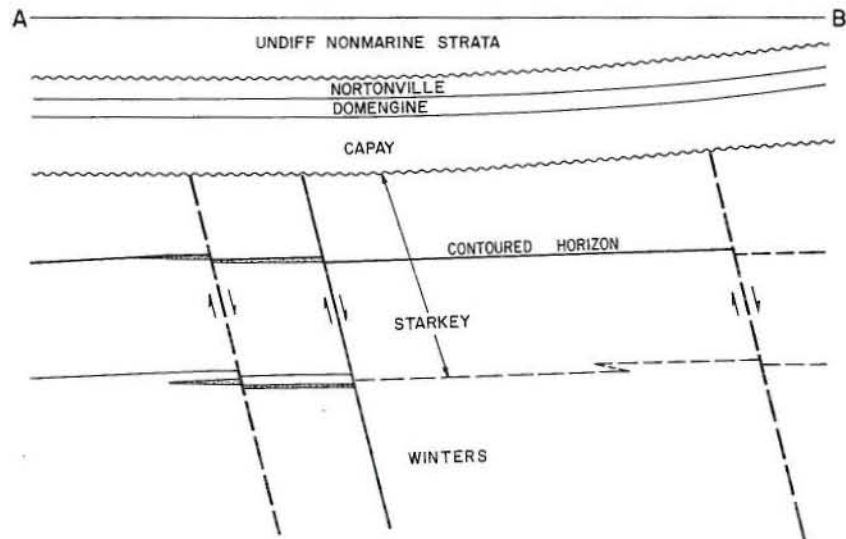 A
B
UNDIFF NONMARINE STRATA
NORTONVILLE
DOMENGINE
CAPAY
CONTOURED HORIZON
STARKEY
WINTERS